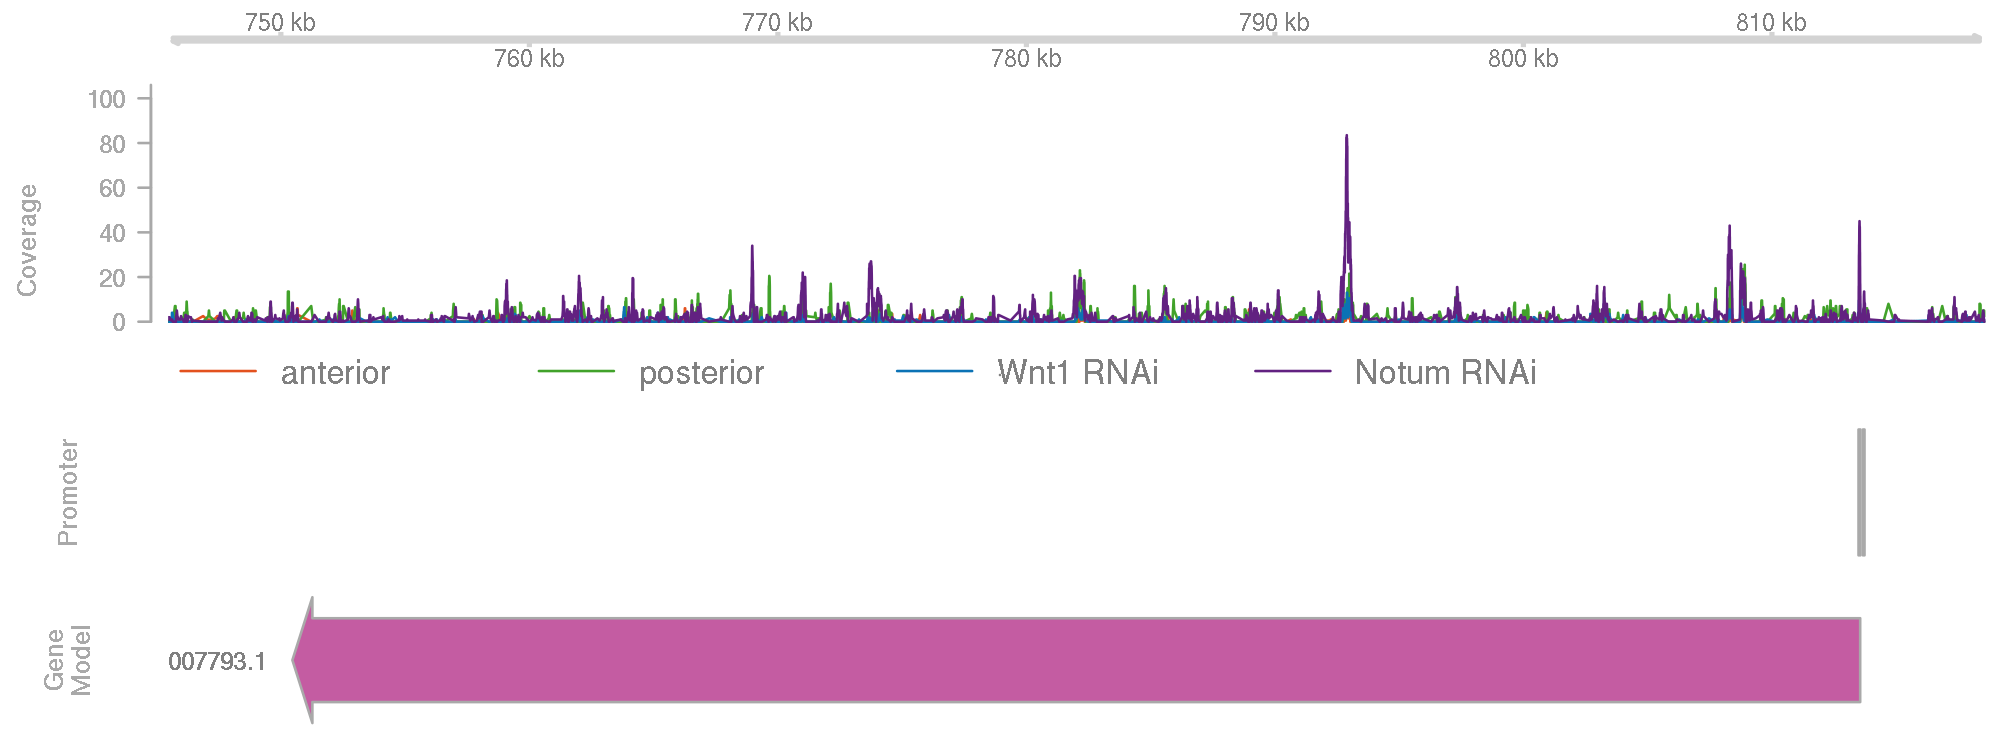 750 kb 770 kb 790 kb 810 kb
760 kb 780 kb 800 kb
100
80
60
40
20
0
Coverage
anterior posterior Wnt1 RNAi Notum RNAi
Promoter
Gene
Model
007793.1